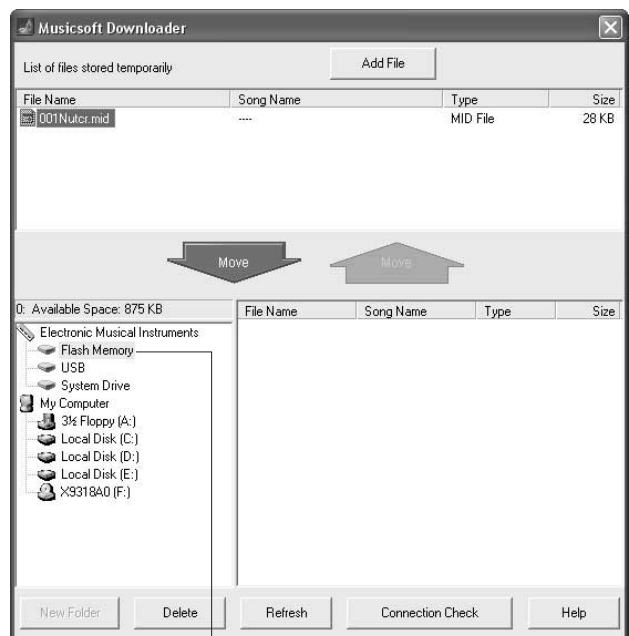 Musicsoft Downloader
List of files stored temporarily
Add File
File Name Song Name Type Size
001Nutcr.mid ---- MID File 28 KB
Move Move
0: Available Space: 875 KB
File Name Song Name Type Size
Electronic Musical Instruments
Flash Memory
USB
System Drive
My Computer
3½ Floppy (A:)
Local Disk (C:)
Local Disk (D:)
Local Disk (E:)
X9318A0 (F:)
New Folder Delete Refresh Connection Check Help